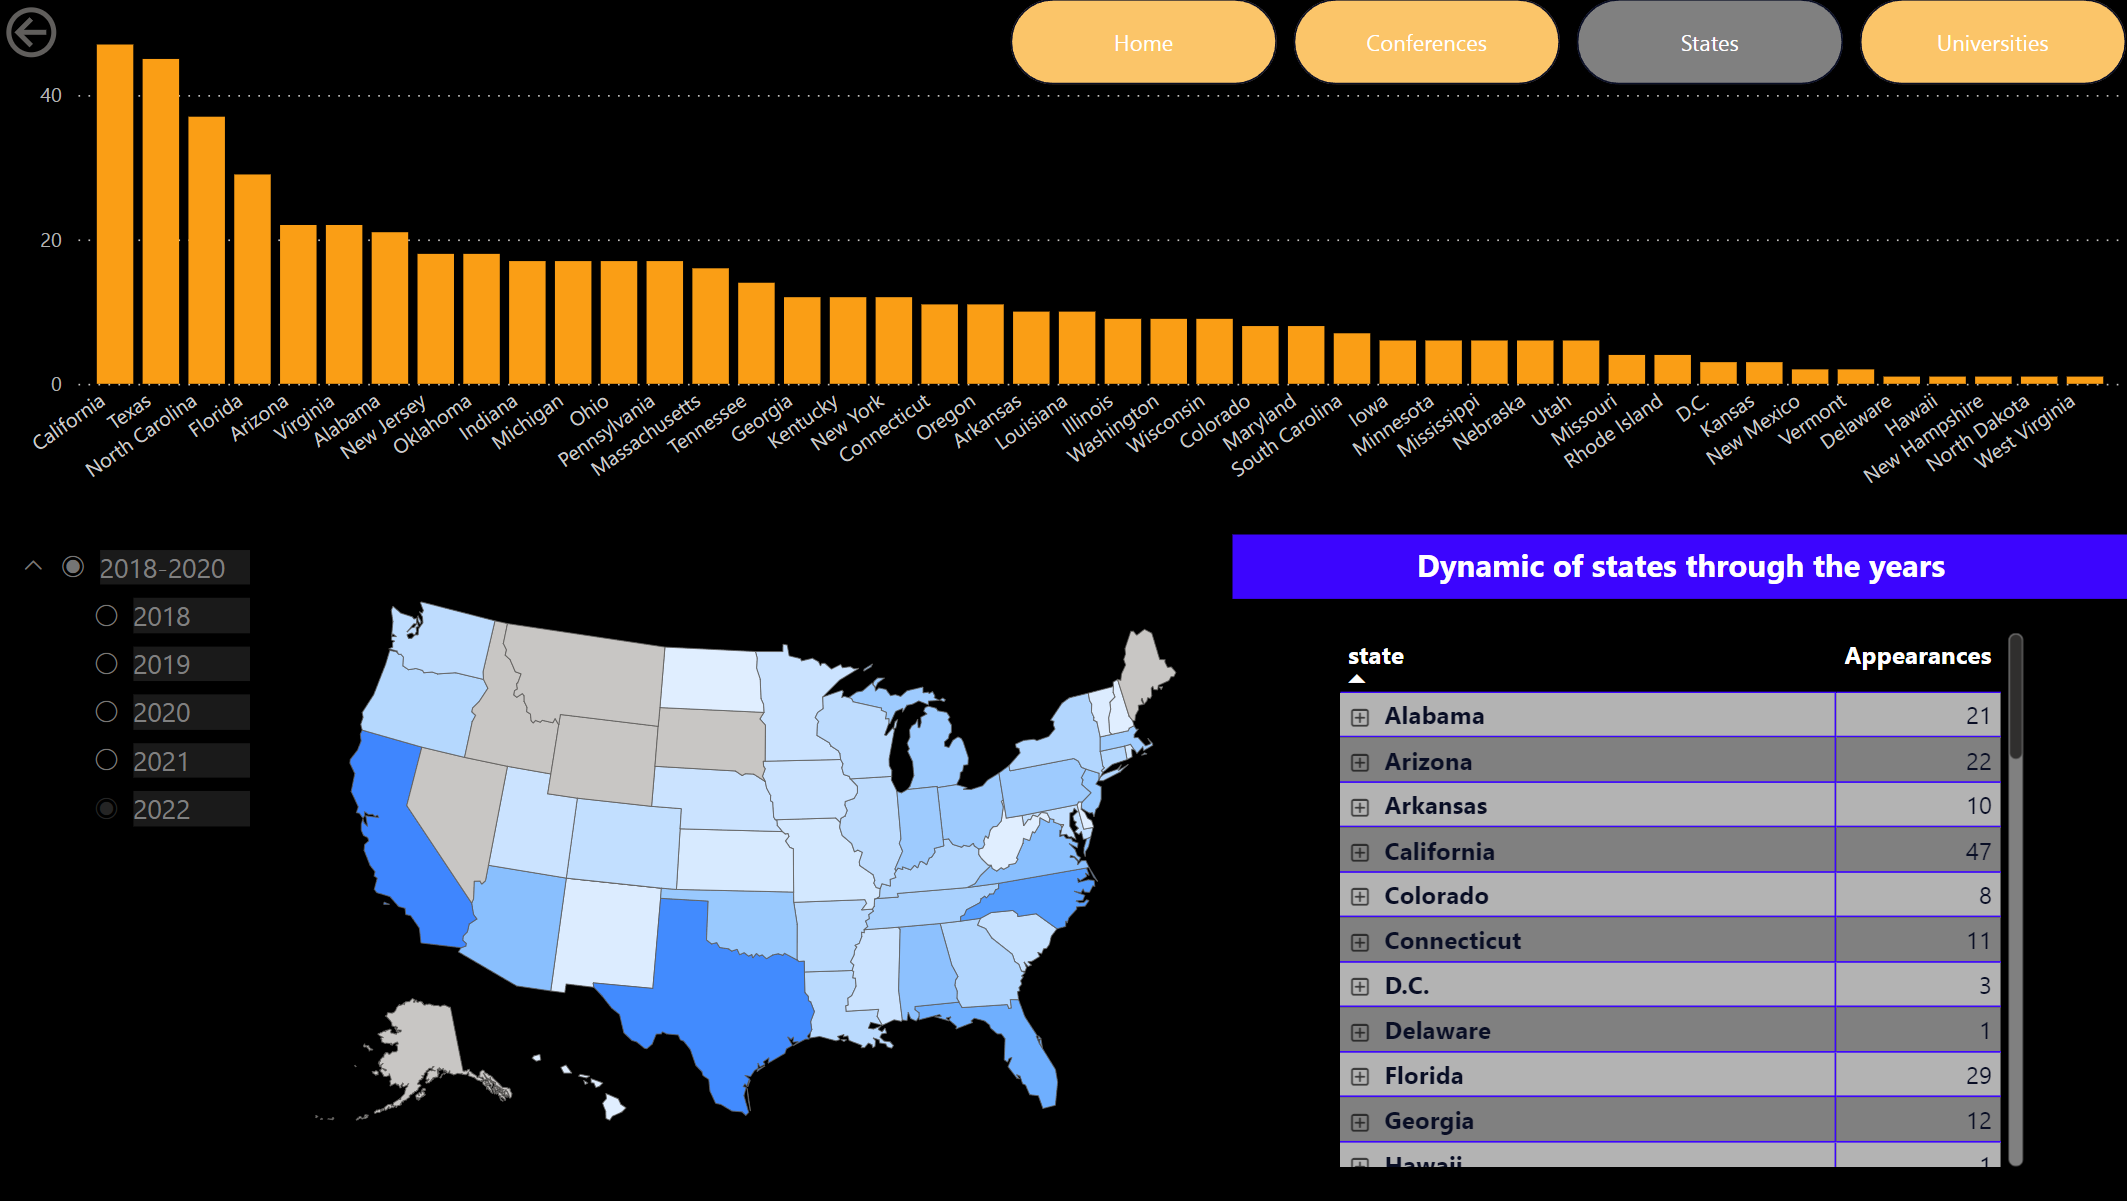 Home
Conferences
States
Universities
40
20
0
California
Texas
North Carolina
Florida
Arizona
Virginia
Alabama
New Jersey
Oklahoma
Indiana
Michigan
Ohio
Pennsylvania
Massachusetts
Tennessee
Georgia
Kentucky
New York
Connecticut
Oregon
Arkansas
Louisiana
Illinois
Washington
Wisconsin
Colorado
Maryland
South Carolina
Iowa
Minnesota
Mississippi
Nebraska
Utah
Missouri
Rhode Island
D.C.
Kansas
New Mexico
Vermont
Delaware
Hawaii
New Hampshire
North Dakota
West Virginia
2018-2020
2018
2019
2020
2021
2022
Dynamic of states through the years
state Appearances
Alabama 21
Arizona 22
Arkansas 10
California 47
Colorado 8
Connecticut 11
D.C. 3
Delaware 1
Florida 29
Georgia 12
Hawaii 1